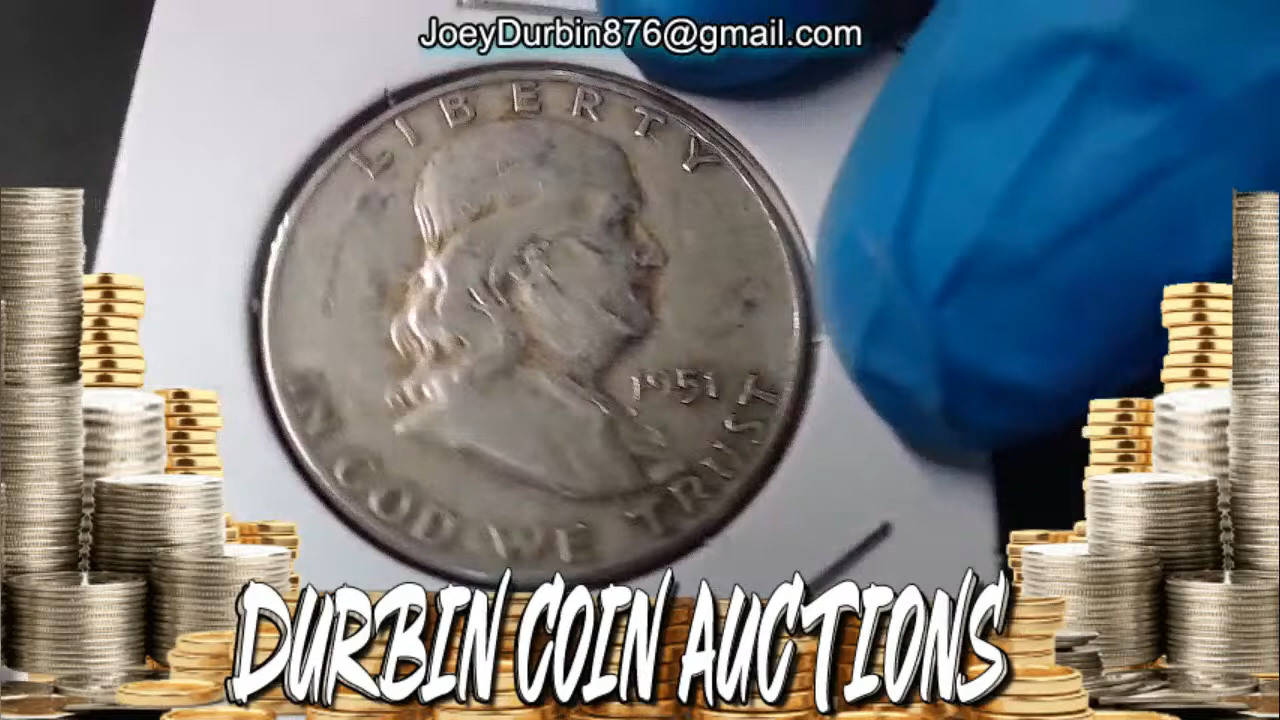 JoeyDurbin876@gmail.com
LIBERTY
1951
IN GOD WE TRUST
DURBIN COIN AUCTIONS